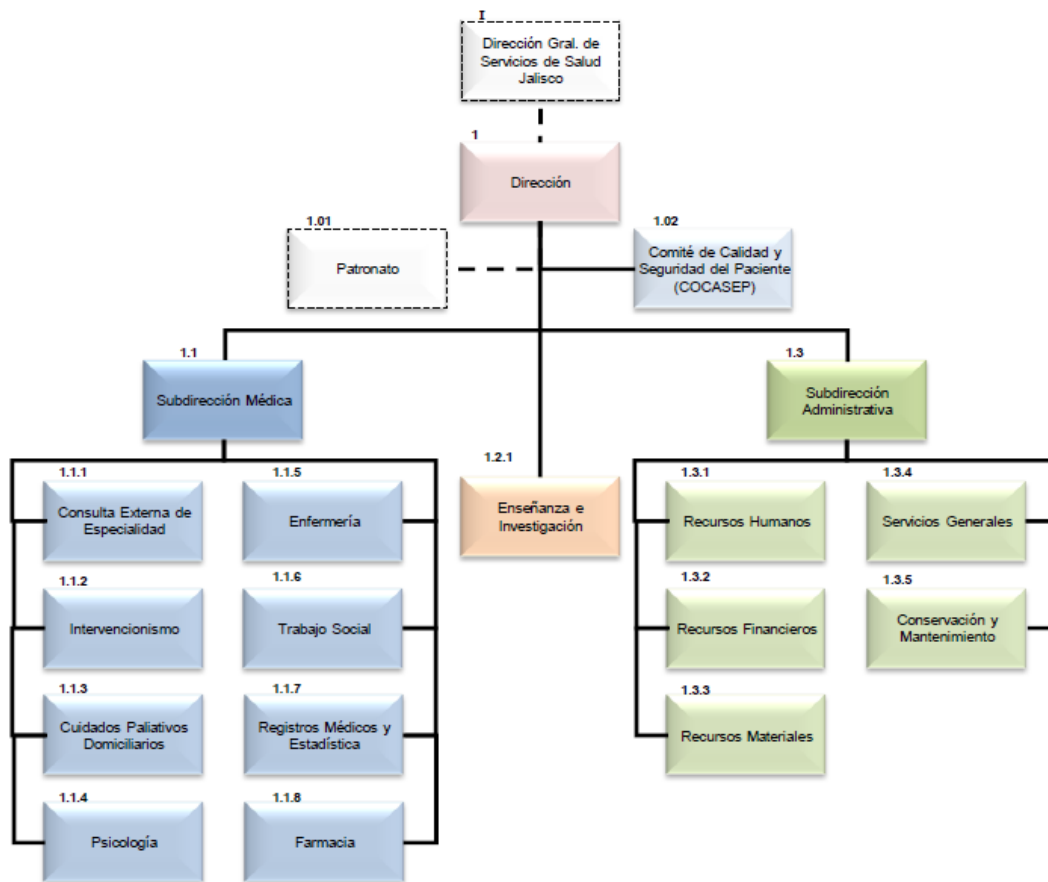 I
Dirección Gral. de
Servicios de Salud
Jalisco
1
Dirección
1.01
Patronato
1.02
Comité de Calidad y
Seguridad del Paciente
(COCASEP)
1.1
Subdirección Médica
1.3
Subdirección
Administrativa
1.1.1
Consulta Externa de
Especialidad
1.1.5
Enfermería
1.2.1
Enseñanza e
Investigación
1.3.1
Recursos Humanos
1.3.4
Servicios Generales
1.1.2
Intervencionismo
1.1.6
Trabajo Social
1.3.2
Recursos Financieros
1.3.5
Conservación y
Mantenimiento
1.1.3
Cuidados Paliativos
Domiciliarios
1.1.7
Registros Médicos y
Estadística
1.3.3
Recursos Materiales
1.1.4
Psicología
1.1.8
Farmacia